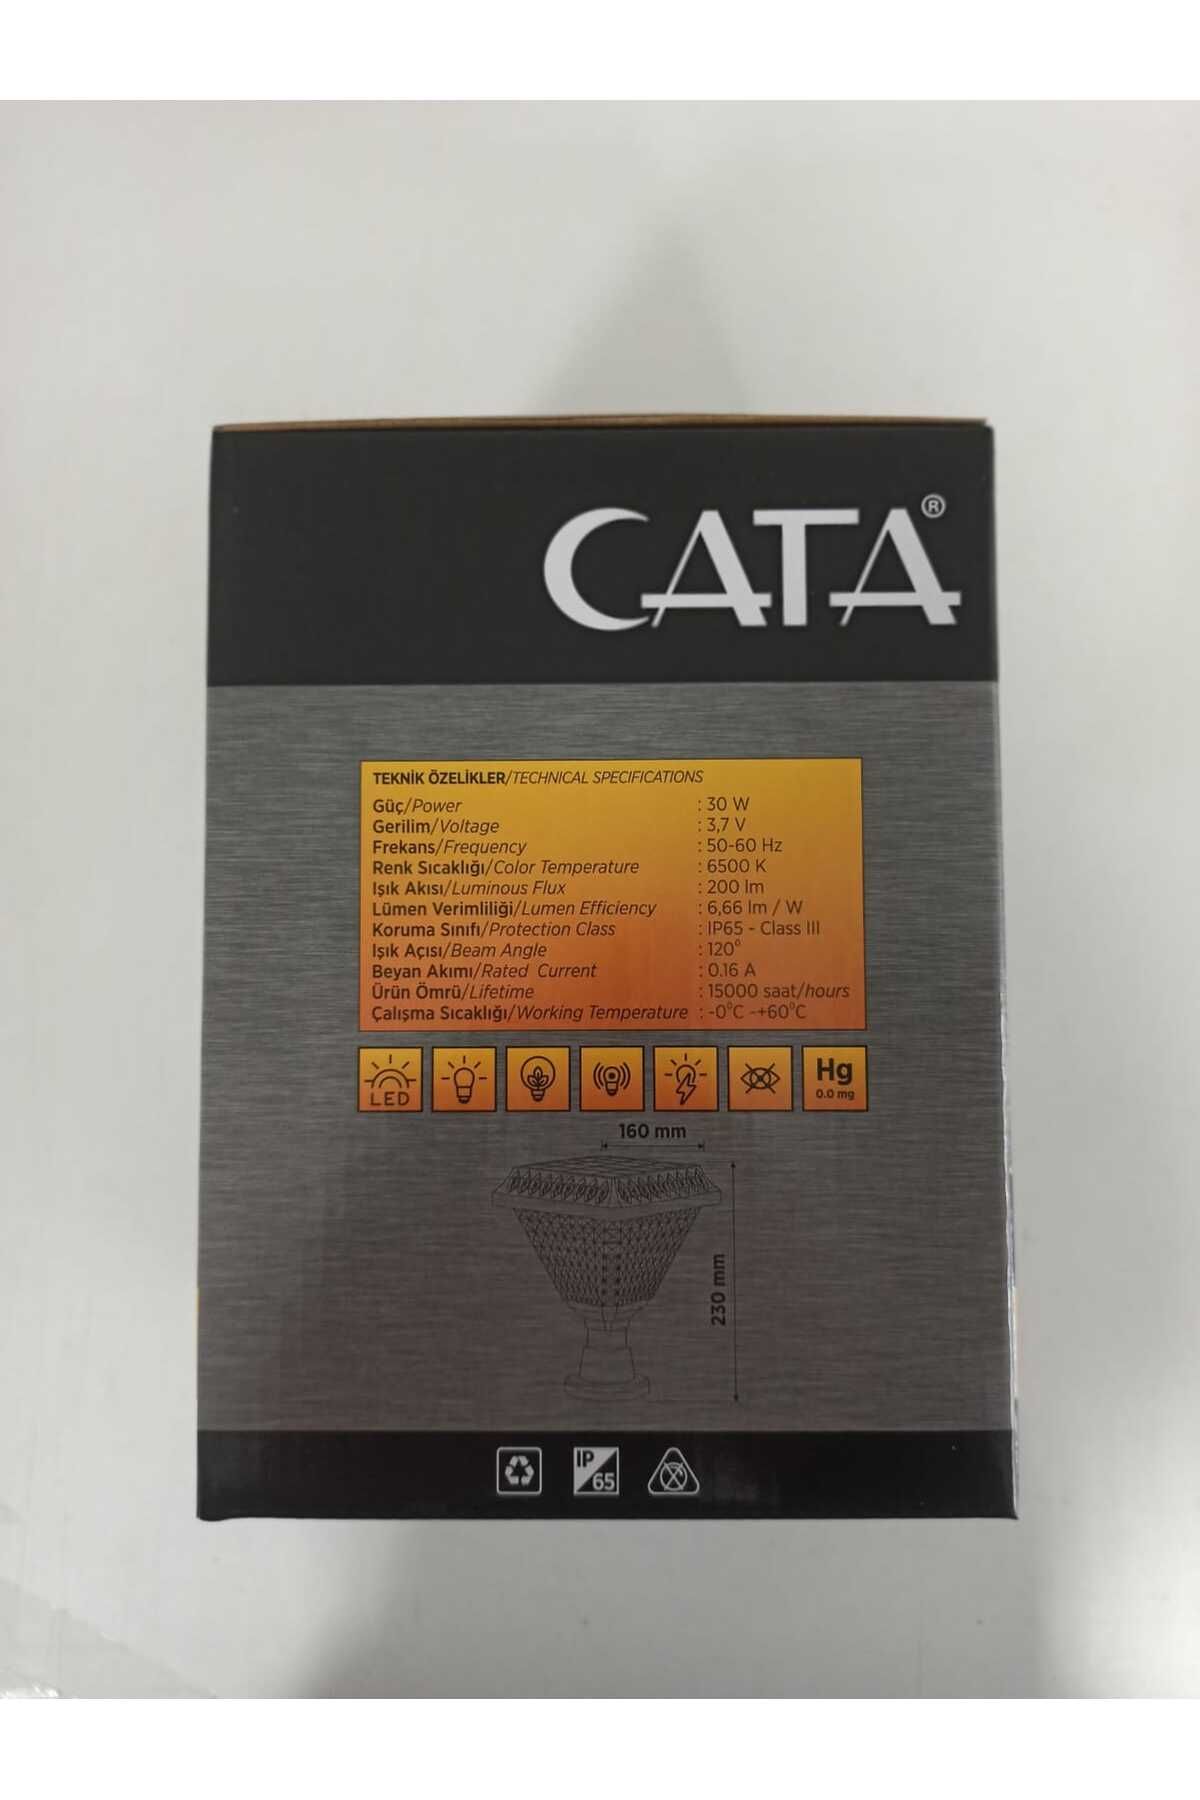 CATA®
TEKNİK ÖZELİKLER/TECHNICAL SPECIFICATIONS
Güç/Power : 30 W
Gerilim/Voltage : 3,7 V
Frekans/Frequency : 50-60 Hz
Renk Sıcaklığı/Color Temperature : 6500 K
Işık Akısı/Luminous Flux : 200 lm
Lümen Verimliliği/Lumen Efficiency : 6,66 lm / W
Koruma Sınıfı/Protection Class : IP65 - Class III
Işık Açısı/Beam Angle : 120°
Beyan Akımı/Rated Current : 0.16 A
Ürün Ömrü/Lifetime : 15000 saat/hours
Çalışma Sıcaklığı/Working Temperature : -0°C -+60°C
LED
Hg
0.0 mg
160 mm
230 mm
IP
65